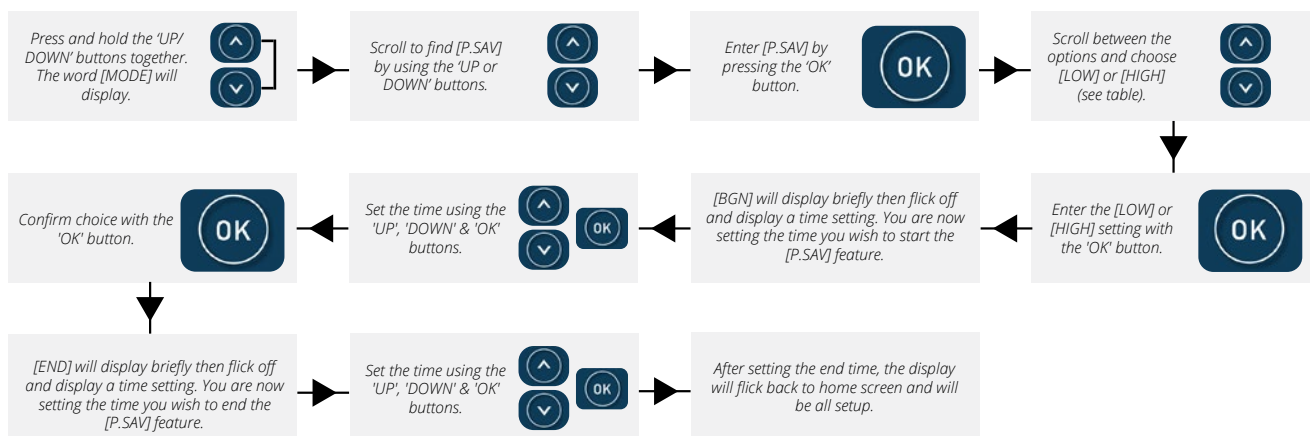 Press and hold the ‘UP/
DOWN’ buttons together.
The word [MODE] will
display.
Scroll to find [P.SAV]
by using the ‘UP or
DOWN’ buttons.
Enter [P.SAV] by
pressing the ‘OK’
button.
OK
Scroll between the
options and choose
[LOW] or [HIGH]
(see table).
Enter the [LOW] or
[HIGH] setting with
the 'OK' button.
OK
[BGN] will display briefly then flick off
and display a time setting. You are now
setting the time you wish to start the
[P.SAV] feature.
Set the time using the
'UP', 'DOWN' & 'OK'
buttons.
OK
Confirm choice with the
'OK' button.
OK
[END] will display briefly then flick off
and display a time setting. You are now
setting the time you wish to end the
[P.SAV] feature.
Set the time using the
'UP', 'DOWN' & 'OK'
buttons.
OK
After setting the end time, the display
will flick back to home screen and will
be all setup.